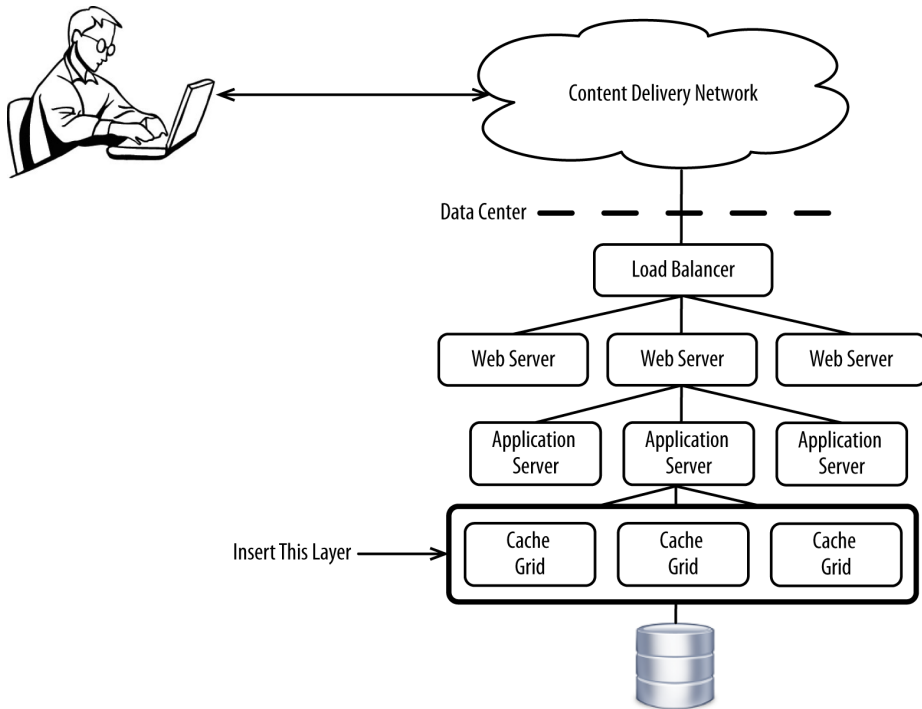 Content Delivery Network
Data Center
Load Balancer
Web Server
Web Server
Web Server
Application
Server
Application
Server
Application
Server
Insert This Layer
Cache
Grid
Cache
Grid
Cache
Grid